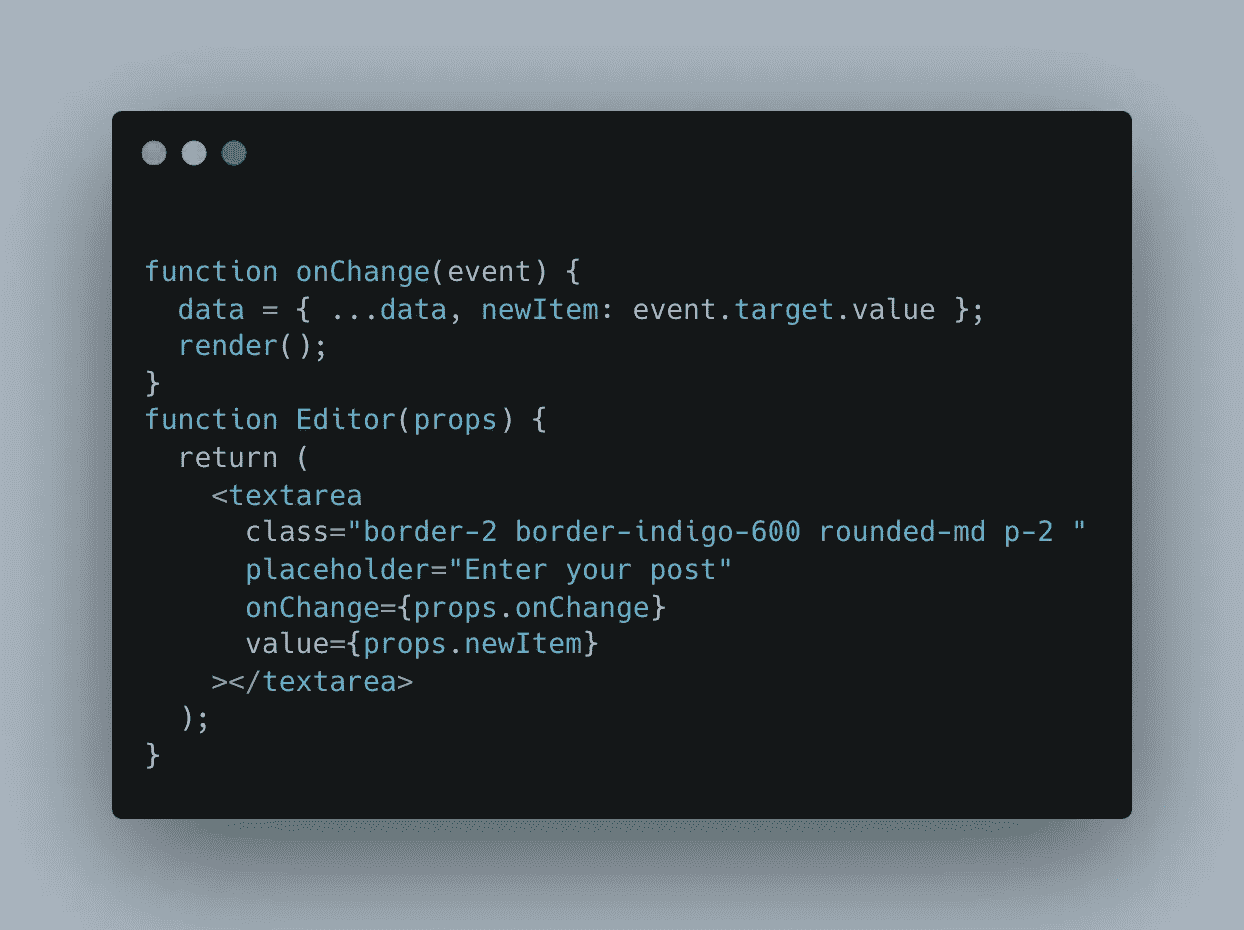 function onChange(event) {
  data = { ...data, newItem: event.target.value };
  render();
}
function Editor(props) {
  return (
    <textarea
      class="border-2 border-indigo-600 rounded-md p-2 "
      placeholder="Enter your post"
      onChange={props.onChange}
      value={props.newItem}
    ></textarea>
  );
}